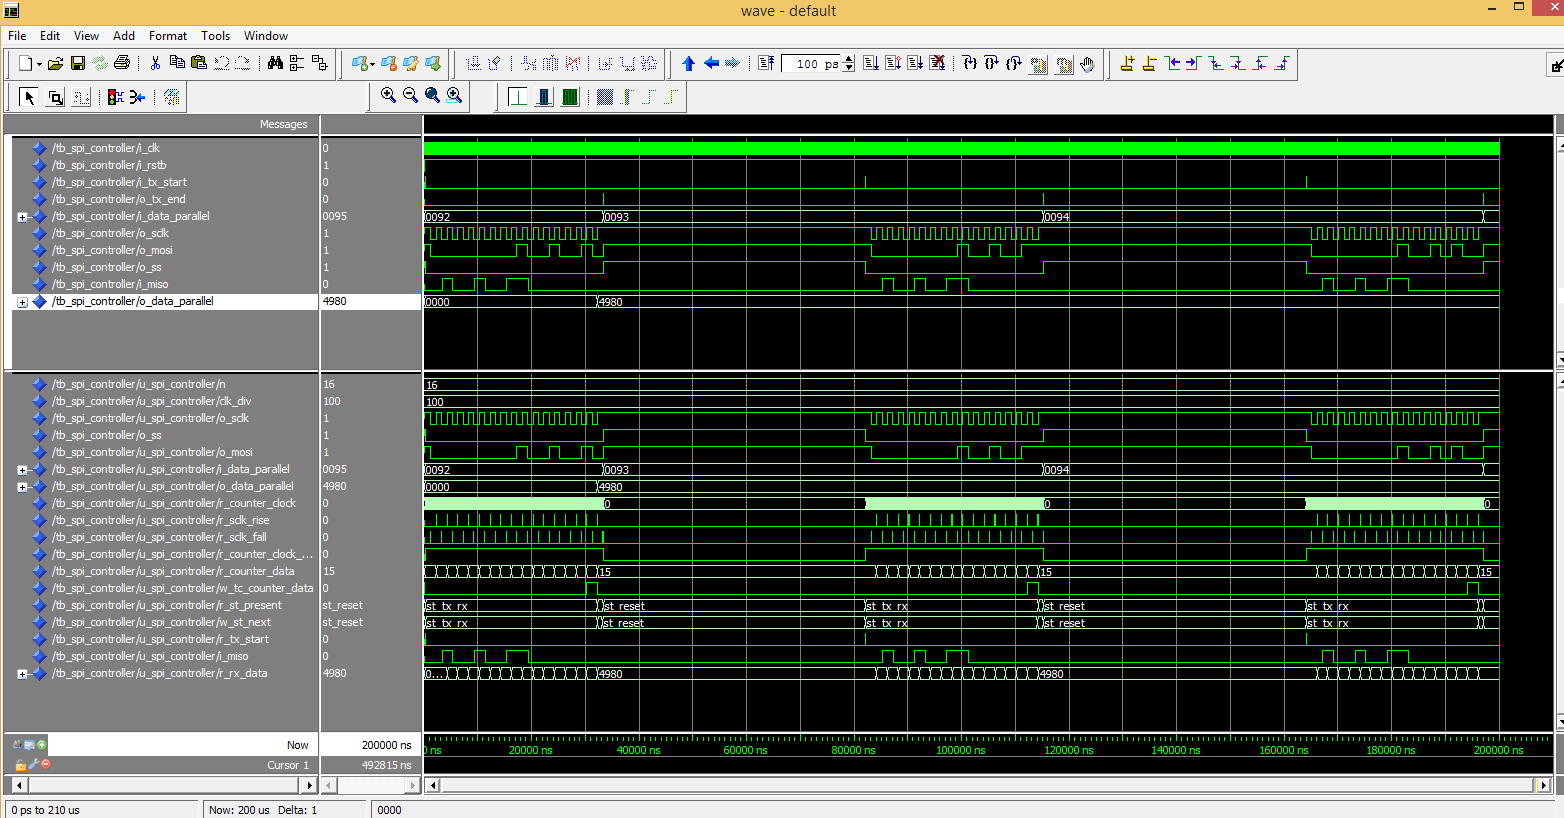 wave - default
File Edit View Add Format Tools Window
100 ps
Messages
/tb_spi_controller/i_clk 0
/tb_spi_controller/i_rstb 1
/tb_spi_controller/i_tx_start 0
/tb_spi_controller/o_tx_end 0
/tb_spi_controller/i_data_parallel 0095 0092 0093 0094
/tb_spi_controller/o_sclk 1
/tb_spi_controller/o_mosi 1
/tb_spi_controller/o_ss 1
/tb_spi_controller/i_miso 0
/tb_spi_controller/o_data_parallel 4980 0000 4980
/tb_spi_controller/u_spi_controller/n 16 16
/tb_spi_controller/u_spi_controller/clk_div 100 100
/tb_spi_controller/u_spi_controller/o_sclk 1
/tb_spi_controller/o_ss 1
/tb_spi_controller/u_spi_controller/o_mosi 1
/tb_spi_controller/u_spi_controller/i_data_parallel 0095 0092 0093 0094
/tb_spi_controller/u_spi_controller/o_data_parallel 4980 0000 4980
/tb_spi_controller/u_spi_controller/r_counter_clock 0 0 0 0
/tb_spi_controller/u_spi_controller/r_sclk_rise 0
/tb_spi_controller/u_spi_controller/r_sclk_fall 0
/tb_spi_controller/u_spi_controller/r_counter_clock_... 0
/tb_spi_controller/u_spi_controller/r_counter_data 15 15 15 15
/tb_spi_controller/u_spi_controller/w_tc_counter_data 0
/tb_spi_controller/u_spi_controller/r_st_present st_reset st_tx_rx st_reset st_tx_rx st_reset st_tx_rx
/tb_spi_controller/u_spi_controller/w_st_next st_reset st_tx_rx st_reset st_tx_rx st_reset st_tx_rx
/tb_spi_controller/u_spi_controller/r_tx_start 0
/tb_spi_controller/u_spi_controller/i_miso 0
/tb_spi_controller/u_spi_controller/r_rx_data 4980 0... 4980 4980
Now 200000 ns 0 ns 20000 ns 40000 ns 60000 ns 80000 ns 100000 ns 120000 ns 140000 ns 160000 ns 180000 ns 200000 ns
Cursor 1 492815 ns
0 ps to 210 us Now: 200 us Delta: 1 0000